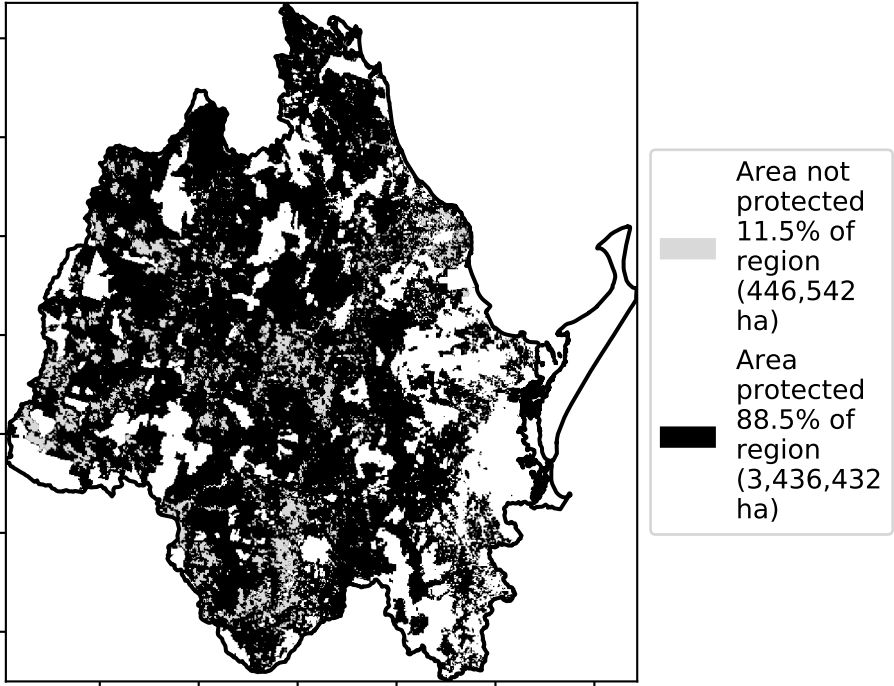 Area not
protected
11.5% of
region
(446,542
ha)
Area
protected
88.5% of
region
(3,436,432
ha)